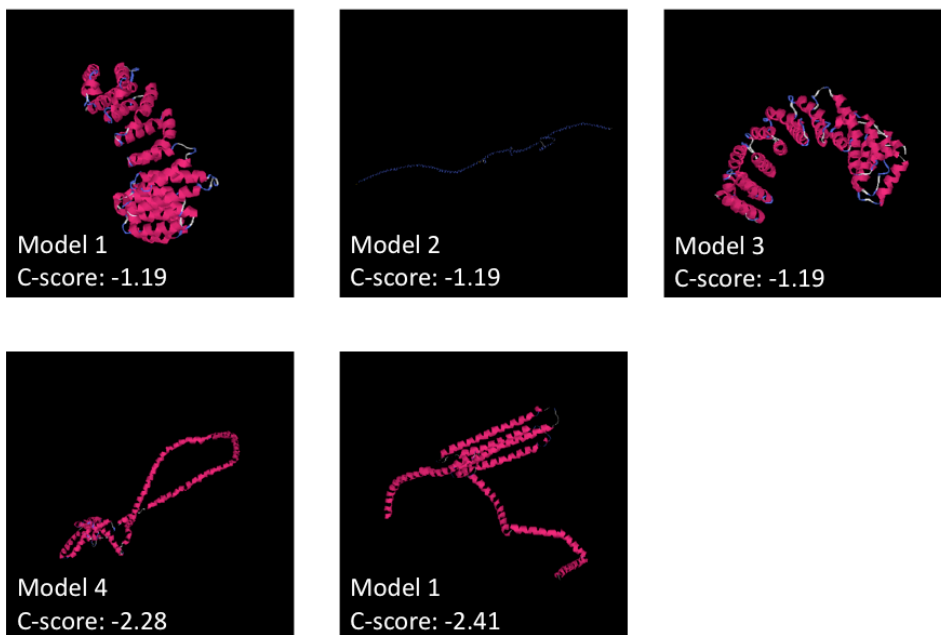 Model 1
C-score: -1.19
Model 2
C-score: -1.19
Model 3
C-score: -1.19
Model 4
C-score: -2.28
Model 1
C-score: -2.41